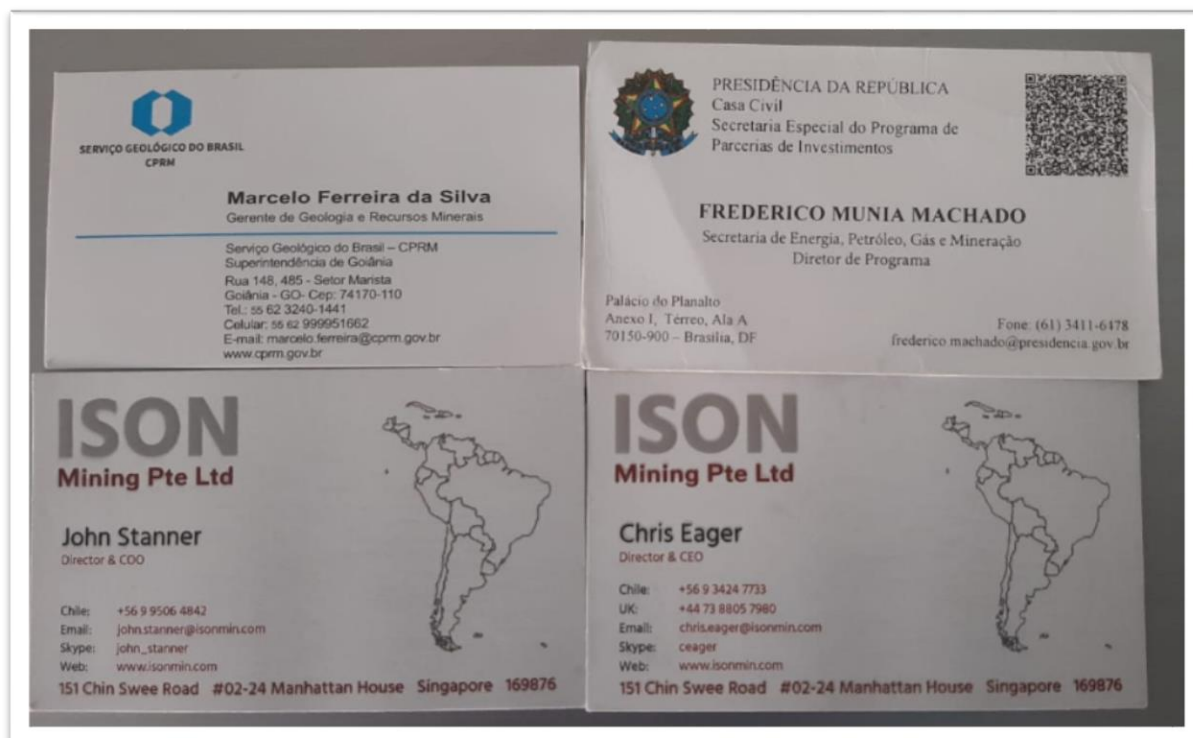 SERVIÇO GEOLÓGICO DO BRASIL
CPRM
Marcelo Ferreira da Silva
Gerente de Geologia e Recursos Minerais
Serviço Geológico do Brasil – CPRM
Superintendência de Goiânia
Rua 148, 485 - Setor Marista
Goiânia - GO- Cep: 74170-110
Tel.: 55 62 3240-1441
Celular: 55 62 999951662
E-mail: marcelo.ferreira@cprm.gov.br
www.cprm.gov.br
PRESIDÊNCIA DA REPÚBLICA
Casa Civil
Secretaria Especial do Programa de
Parcerias de Investimentos
FREDERICO MUNIA MACHADO
Secretaria de Energia, Petróleo, Gás e Mineração
Diretor de Programa
Palácio do Planalto
Anexo I, Térreo, Ala A
70150-900 – Brasília, DF
Fone: (61) 3411-6178
frederico.machado@presidencia.gov.br
ISON
Mining Pte Ltd
John Stanner
Director & COO
Chile: +56 9 9506 4842
Email: john.stanner@isonmin.com
Skype: john_stanner
Web: www.isonmin.com
151 Chin Swee Road #02-24 Manhattan House Singapore 169876
ISON
Mining Pte Ltd
Chris Eager
Director & CEO
Chile: +56 9 3424 7733
UK: +44 73 8805 7980
Email: chris.eager@isonmin.com
Skype: ceager
Web: www.isonmin.com
151 Chin Swee Road #02-24 Manhattan House Singapore 169876